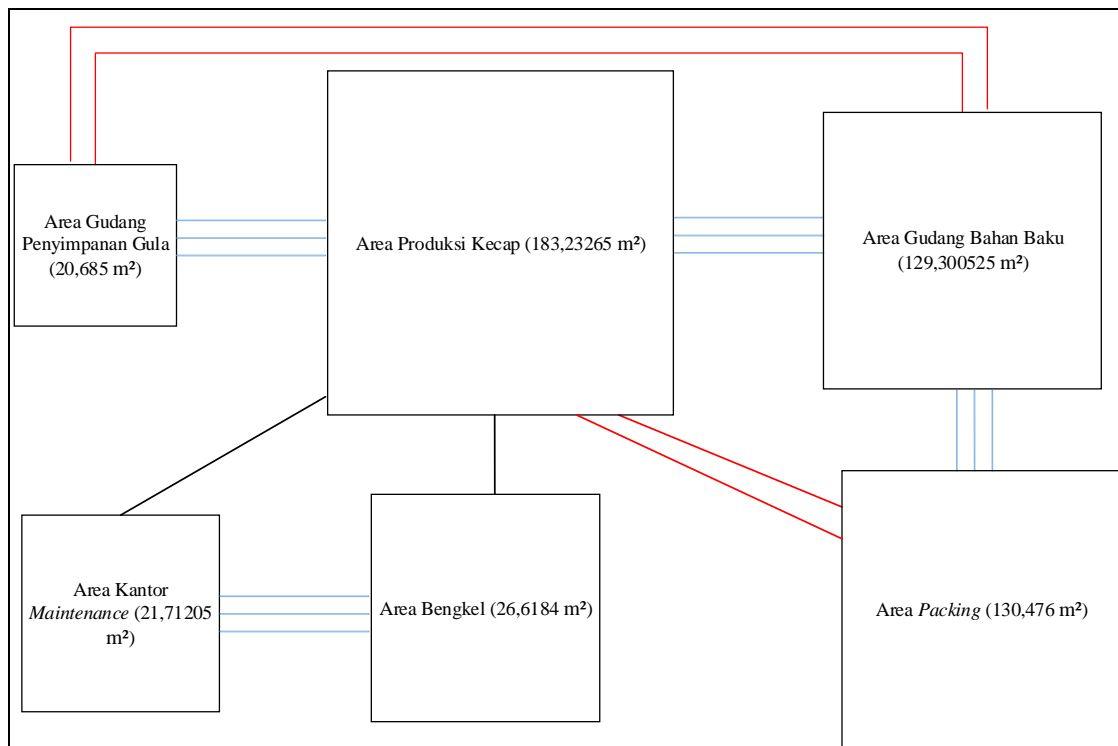 Area Gudang
Penyimpanan Gula
(20,685 m²)
Area Produksi Kecap (183,23265 m²)
Area Gudang Bahan Baku
(129,300525 m²)
Area Kantor
Maintenance (21,71205
m²)
Area Bengkel (26,6184 m²)
Area Packing (130,476 m²)